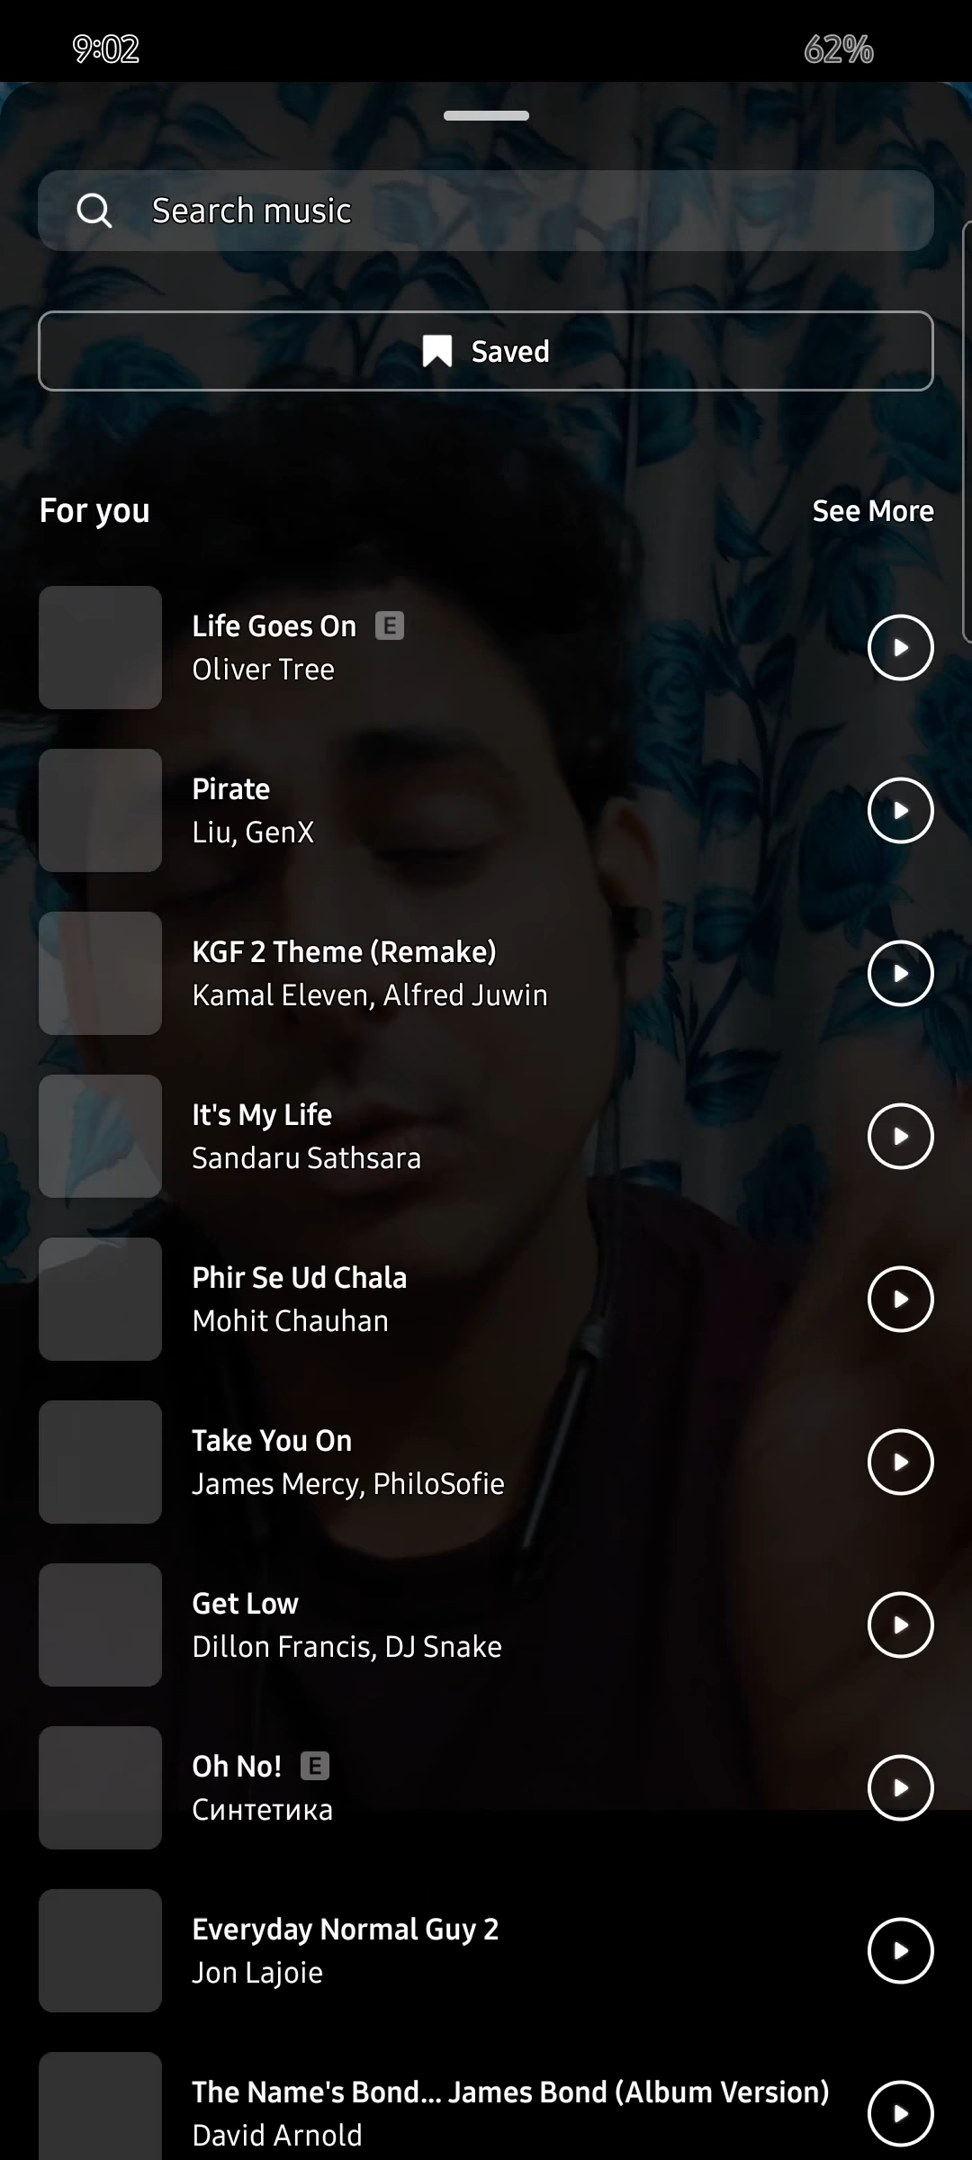 9:02 62%
Search music
Saved
For you See More
Life Goes On E
Oliver Tree
Pirate
Liu, GenX
KGF 2 Theme (Remake)
Kamal Eleven, Alfred Juwin
It's My Life
Sandaru Sathsara
Phir Se Ud Chala
Mohit Chauhan
Take You On
James Mercy, PhiloSofie
Get Low
Dillon Francis, DJ Snake
Oh No! E
Синтетика
Everyday Normal Guy 2
Jon Lajoie
The Name's Bond... James Bond (Album Version)
David Arnold